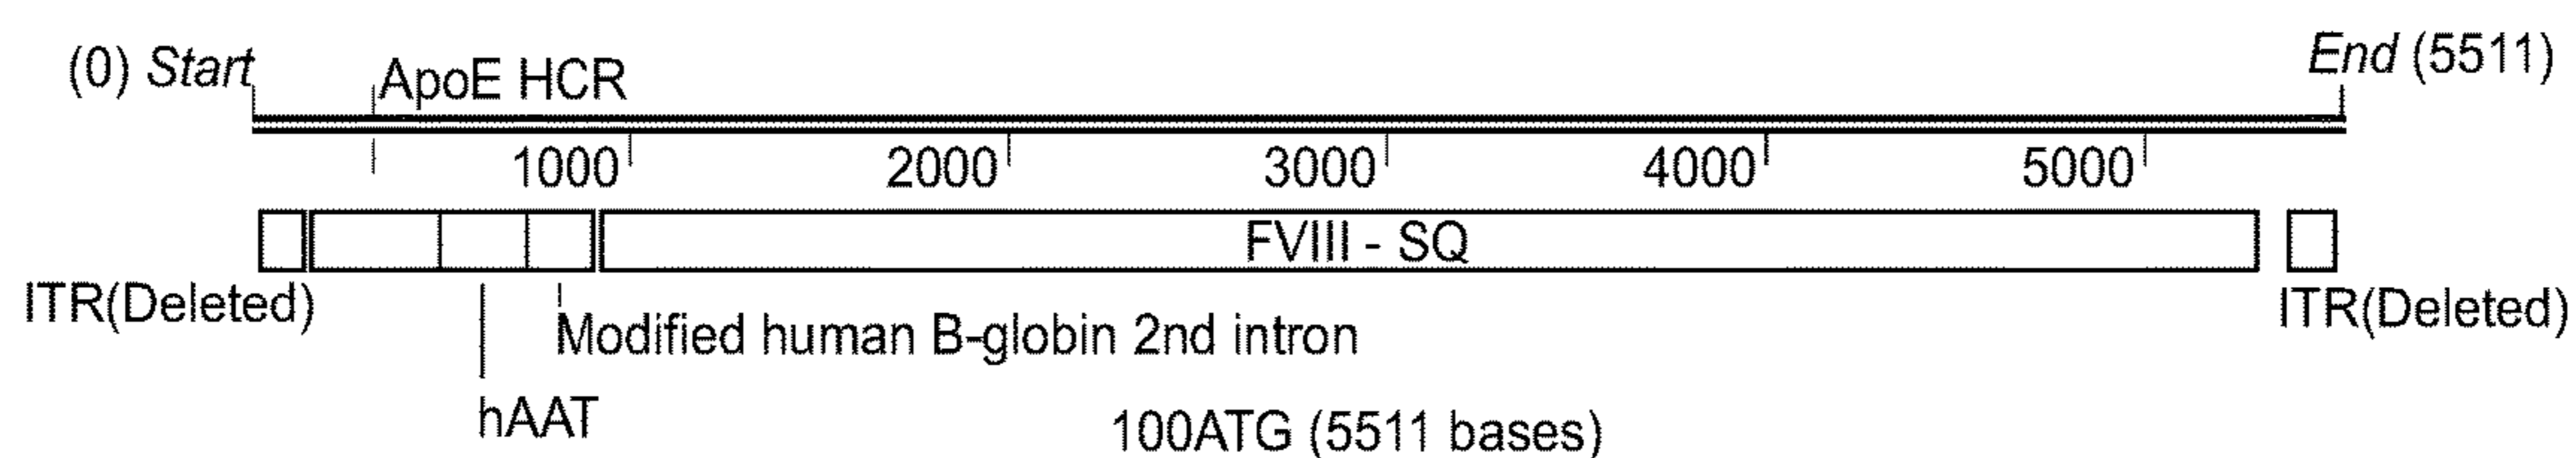 (0) Start
ApoE HCR
End (5511)
1000 2000 3000 4000 5000
FVIII - SQ
ITR(Deleted)
ITR(Deleted)
Modified human B-globin 2nd intron
hAAT
100ATG (5511 bases)